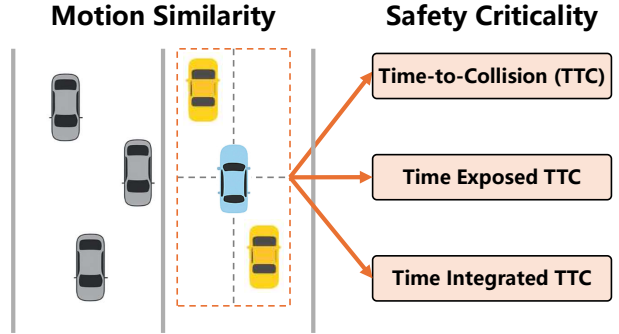 Motion Similarity
Safety Criticality
Time-to-Collision (TTC)
Time Exposed TTC
Time Integrated TTC